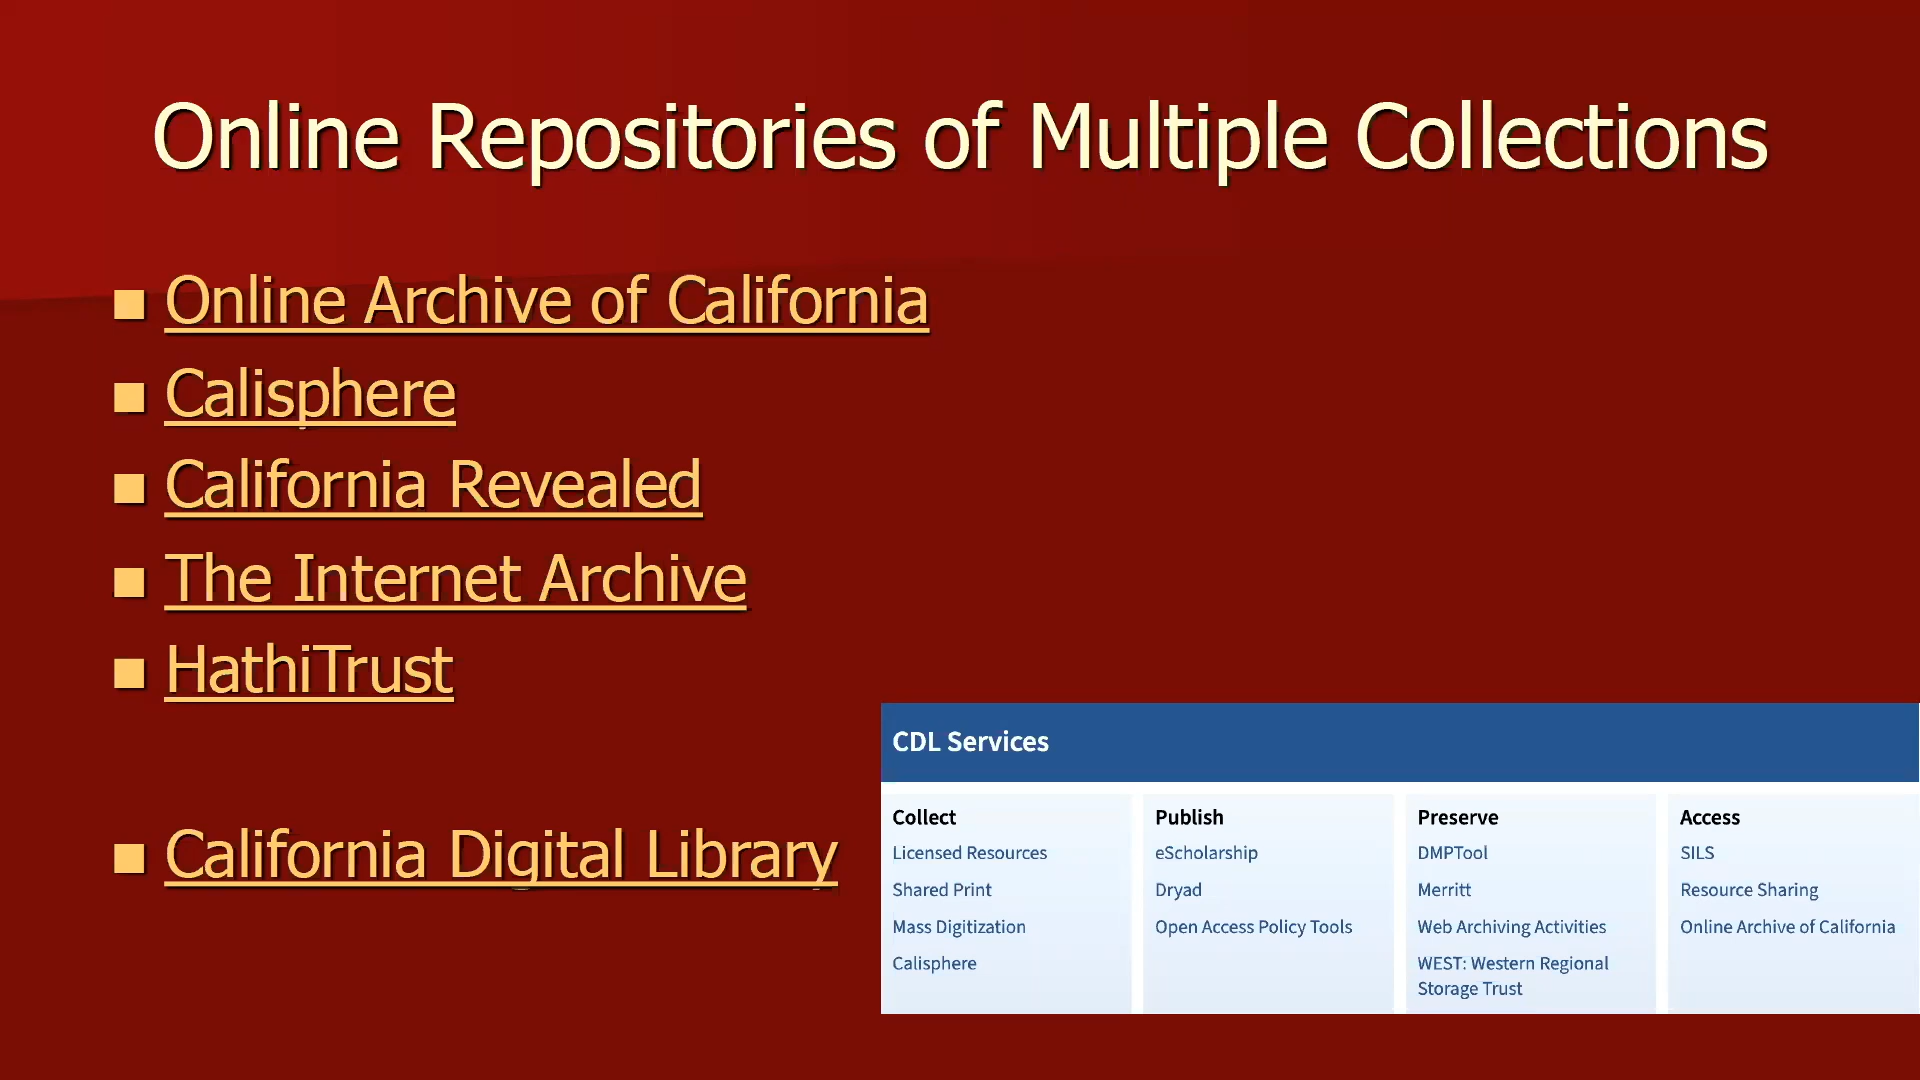 Online Repositories of Multiple Collections
Online Archive of California
Calisphere
California Revealed
The Internet Archive
HathiTrust
California Digital Library
CDL Services
Collect
Licensed Resources
Shared Print
Mass Digitization
Calisphere
Publish
eScholarship
Dryad
Open Access Policy Tools
Preserve
DMPTool
Merritt
Web Archiving Activities
WEST: Western Regional
Storage Trust
Access
SILS
Resource Sharing
Online Archive of California